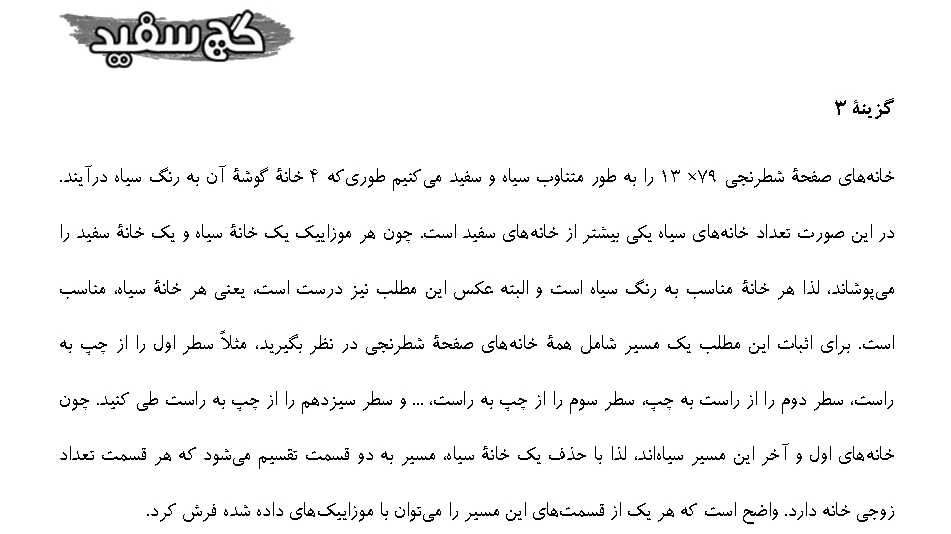 گچ سفید
گزینهٔ ۳
خانه‌های صفحهٔ شطرنجی ۷۹× ۱۳ را به طور متناوب سیاه و سفید می‌کنیم طوری‌که ۴ خانهٔ گوشهٔ آن به رنگ سیاه درآیند.
در این صورت تعداد خانه‌های سیاه یکی بیشتر از خانه‌های سفید است. چون هر موزاییک یک خانهٔ سیاه و یک خانهٔ سفید را
می‌پوشاند، لذا هر خانهٔ مناسب به رنگ سیاه است و البته عکس این مطلب نیز درست است، یعنی هر خانهٔ سیاه، مناسب
است. برای اثبات این مطلب یک مسیر شامل همهٔ خانه‌های صفحهٔ شطرنجی در نظر بگیرید، مثلاً سطر اول را از چپ به
راست، سطر دوم را از راست به چپ، سطر سوم را از چپ به راست، ... و سطر سیزدهم را از چپ به راست طی کنید. چون
خانه‌های اول و آخر این مسیر سیاه‌اند، لذا با حذف یک خانهٔ سیاه، مسیر به دو قسمت تقسیم می‌شود که هر قسمت تعداد
زوجی خانه دارد. واضح است که هر یک از قسمت‌های این مسیر را می‌توان با موزاییک‌های داده شده فرش کرد.